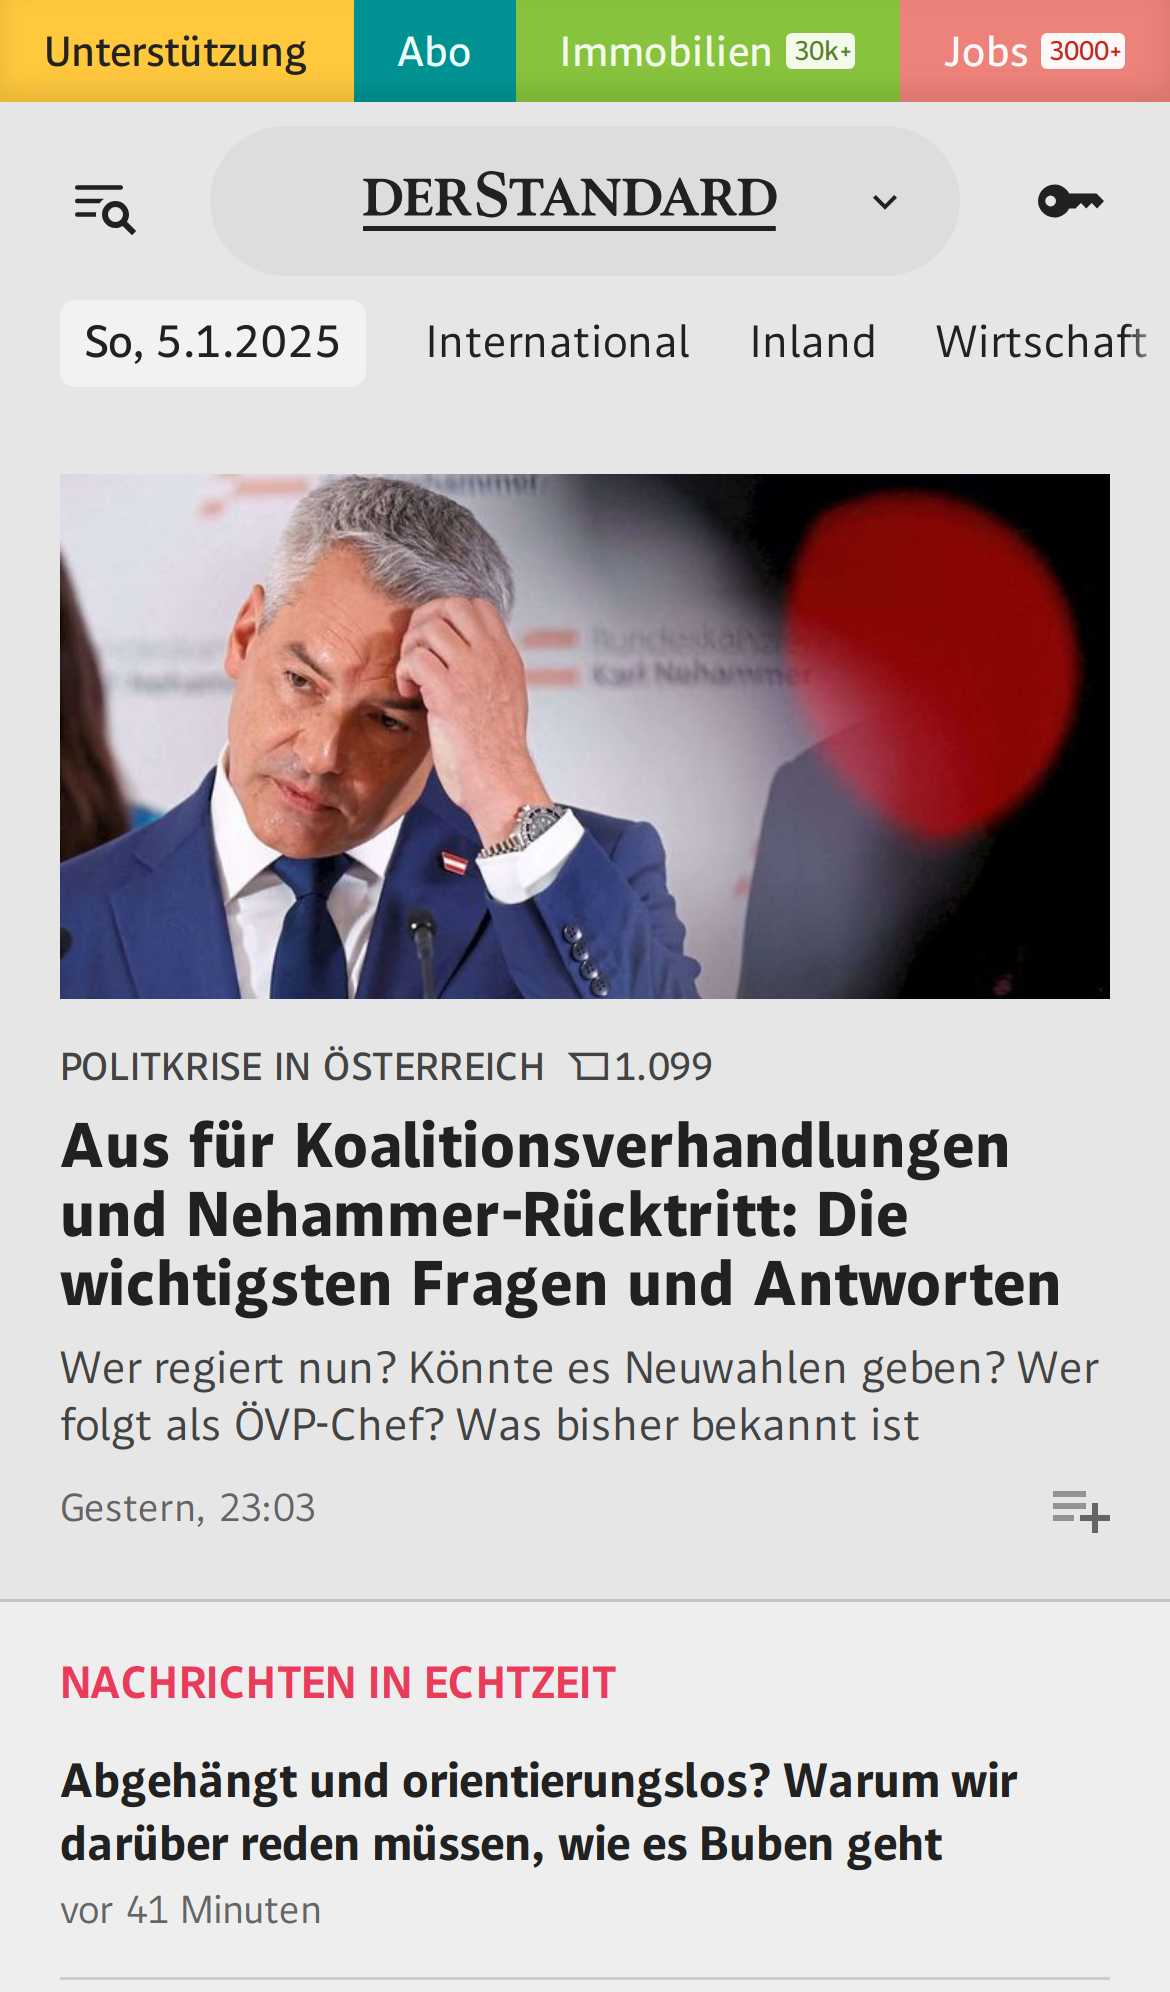 Unterstützung
Abo
Immobilien 30k+
Jobs 3000+
DERSTANDARD
So, 5.1.2025
International
Inland
Wirtschaft
Bundeskanzle
Karl Nehammer
POLITKRISE IN ÖSTERREICH 1.099
Aus für Koalitionsverhandlungen
und Nehammer-Rücktritt: Die
wichtigsten Fragen und Antworten
Wer regiert nun? Könnte es Neuwahlen geben? Wer
folgt als ÖVP-Chef? Was bisher bekannt ist
Gestern, 23:03
NACHRICHTEN IN ECHTZEIT
Abgehängt und orientierungslos? Warum wir
darüber reden müssen, wie es Buben geht
vor 41 Minuten